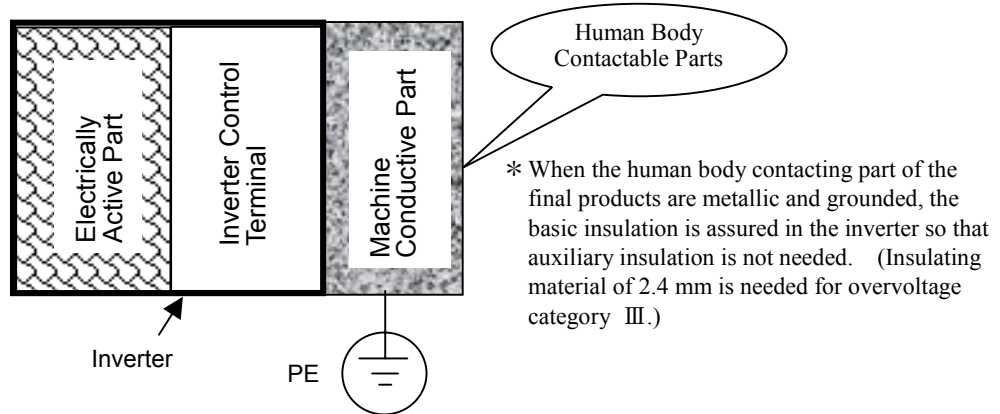 Human Body
Contactable Parts
Electrically
Active Part
Inverter Control
Terminal
Machine
Conductive Part
＊ When the human body contacting part of the
final products are metallic and grounded, the
basic insulation is assured in the inverter so that
auxiliary insulation is not needed. (Insulating
material of 2.4 mm is needed for overvoltage
category Ⅲ.)
Inverter
PE